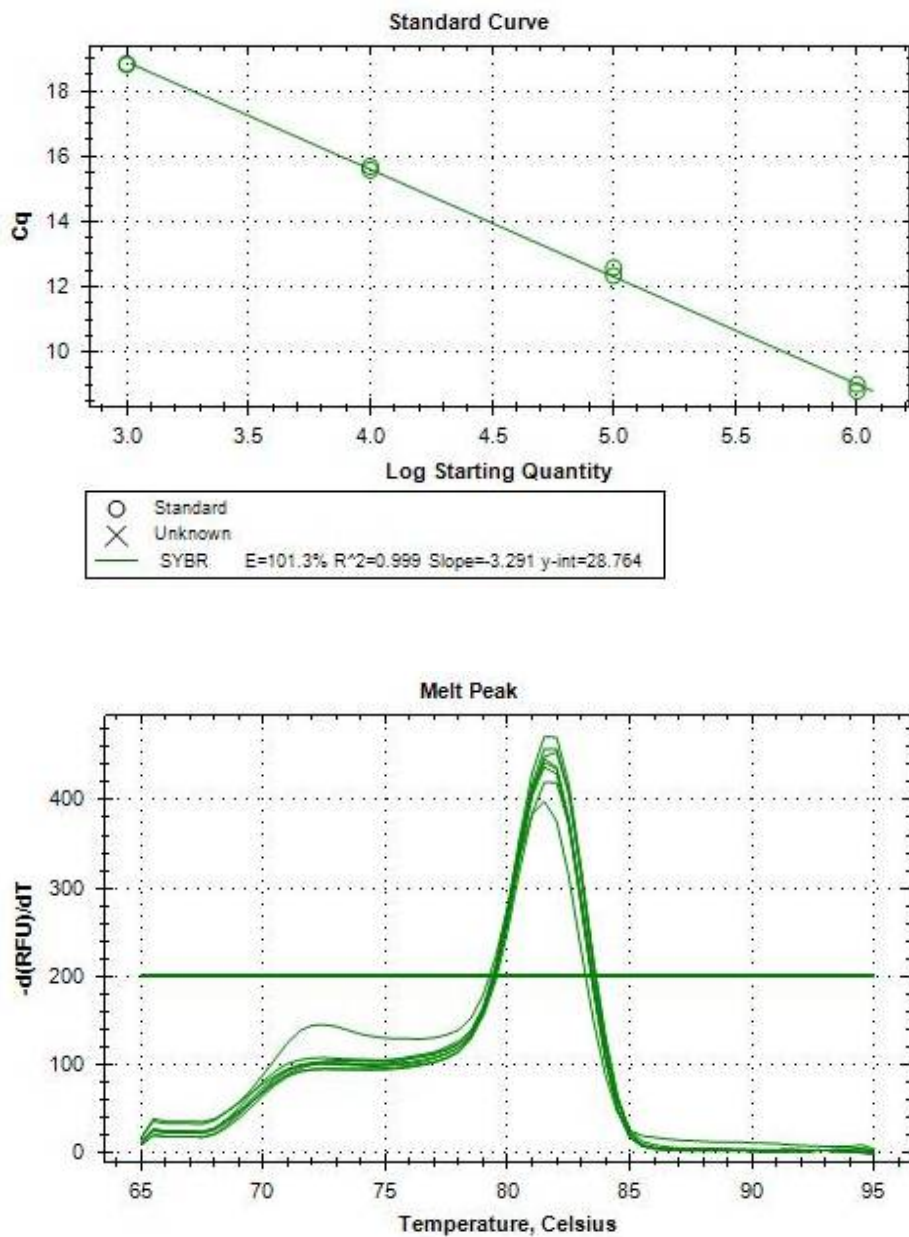 Standard Curve
18
16
14
12
10
Cq
3.0 3.5 4.0 4.5 5.0 5.5 6.0
Log Starting Quantity
Standard
Unknown
SYBR E=101.3% R^2=0.999 Slope=-3.291 y-int=28.764
Melt Peak
400
300
200
100
0
-d(RFU)/dT
65 70 75 80 85 90 95
Temperature, Celsius